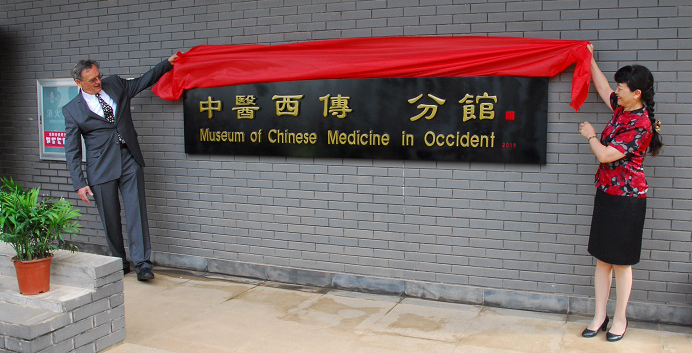 中醫西傳 分館
Museum of Chinese Medicine in Occident